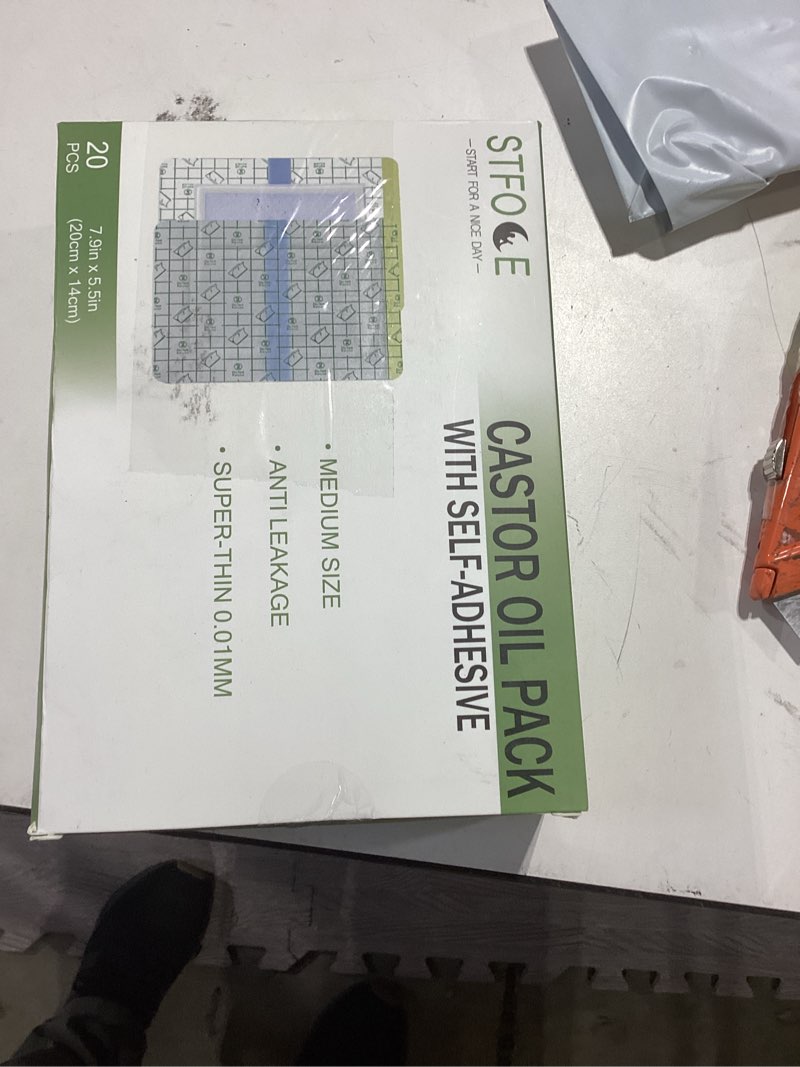 STFO E
—START FOR A NICE DAY—
CASTOR OIL PACK
WITH SELF-ADHESIVE
• MEDIUM SIZE
• ANTI LEAKAGE
• SUPER-THIN 0.01MM
20
PCS
7.9in x 5.5in
(20cm x 14cm)